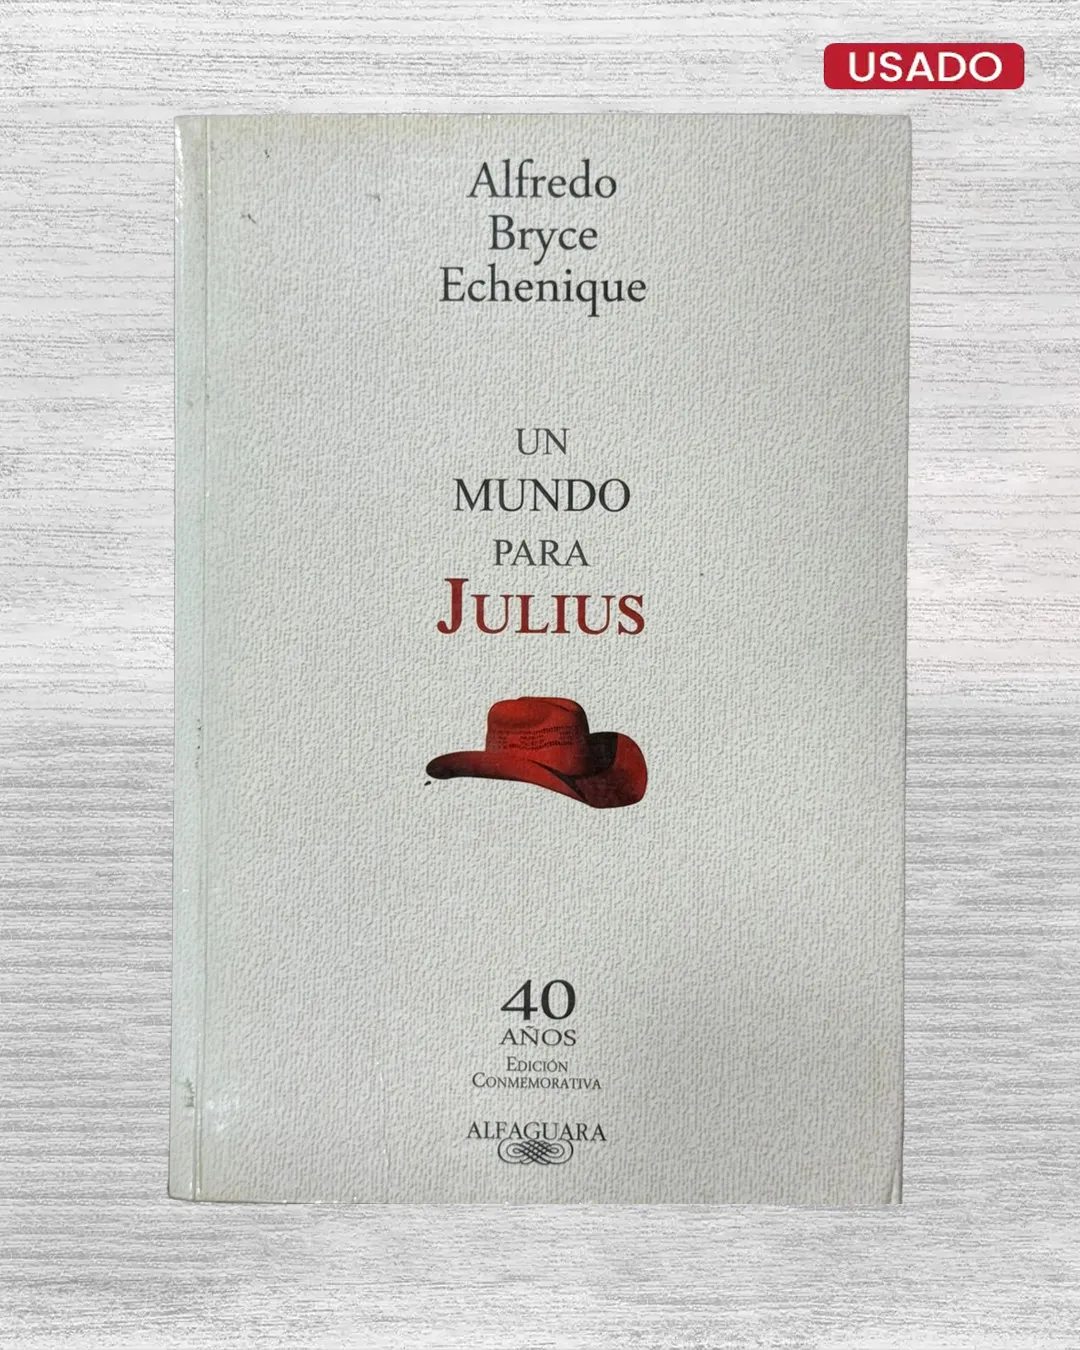 USADO
Alfredo
Bryce
Echenique
UN
MUNDO
PARA
JULIUS
40
AÑOS
EDICIÓN
CONMEMORATIVA
ALFAGUARA